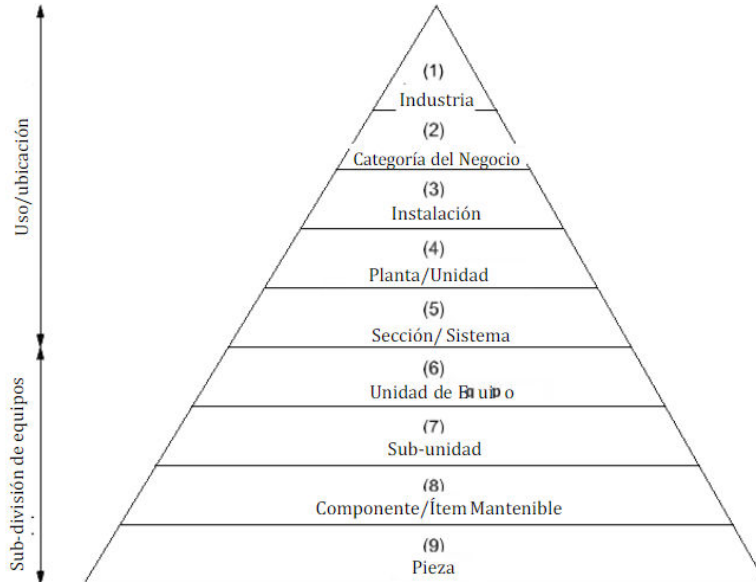 (1)
Industria
(2)
Categoría del Negocio
(3)
Instalación
(4)
Planta/Unidad
(5)
Sección/ Sistema
(6)
Unidad de
(7)
Sub-unidad
(8)
Componente/Ítem Mantenible
(9)
Pieza
Uso/ubicación
Sub-división de equipos